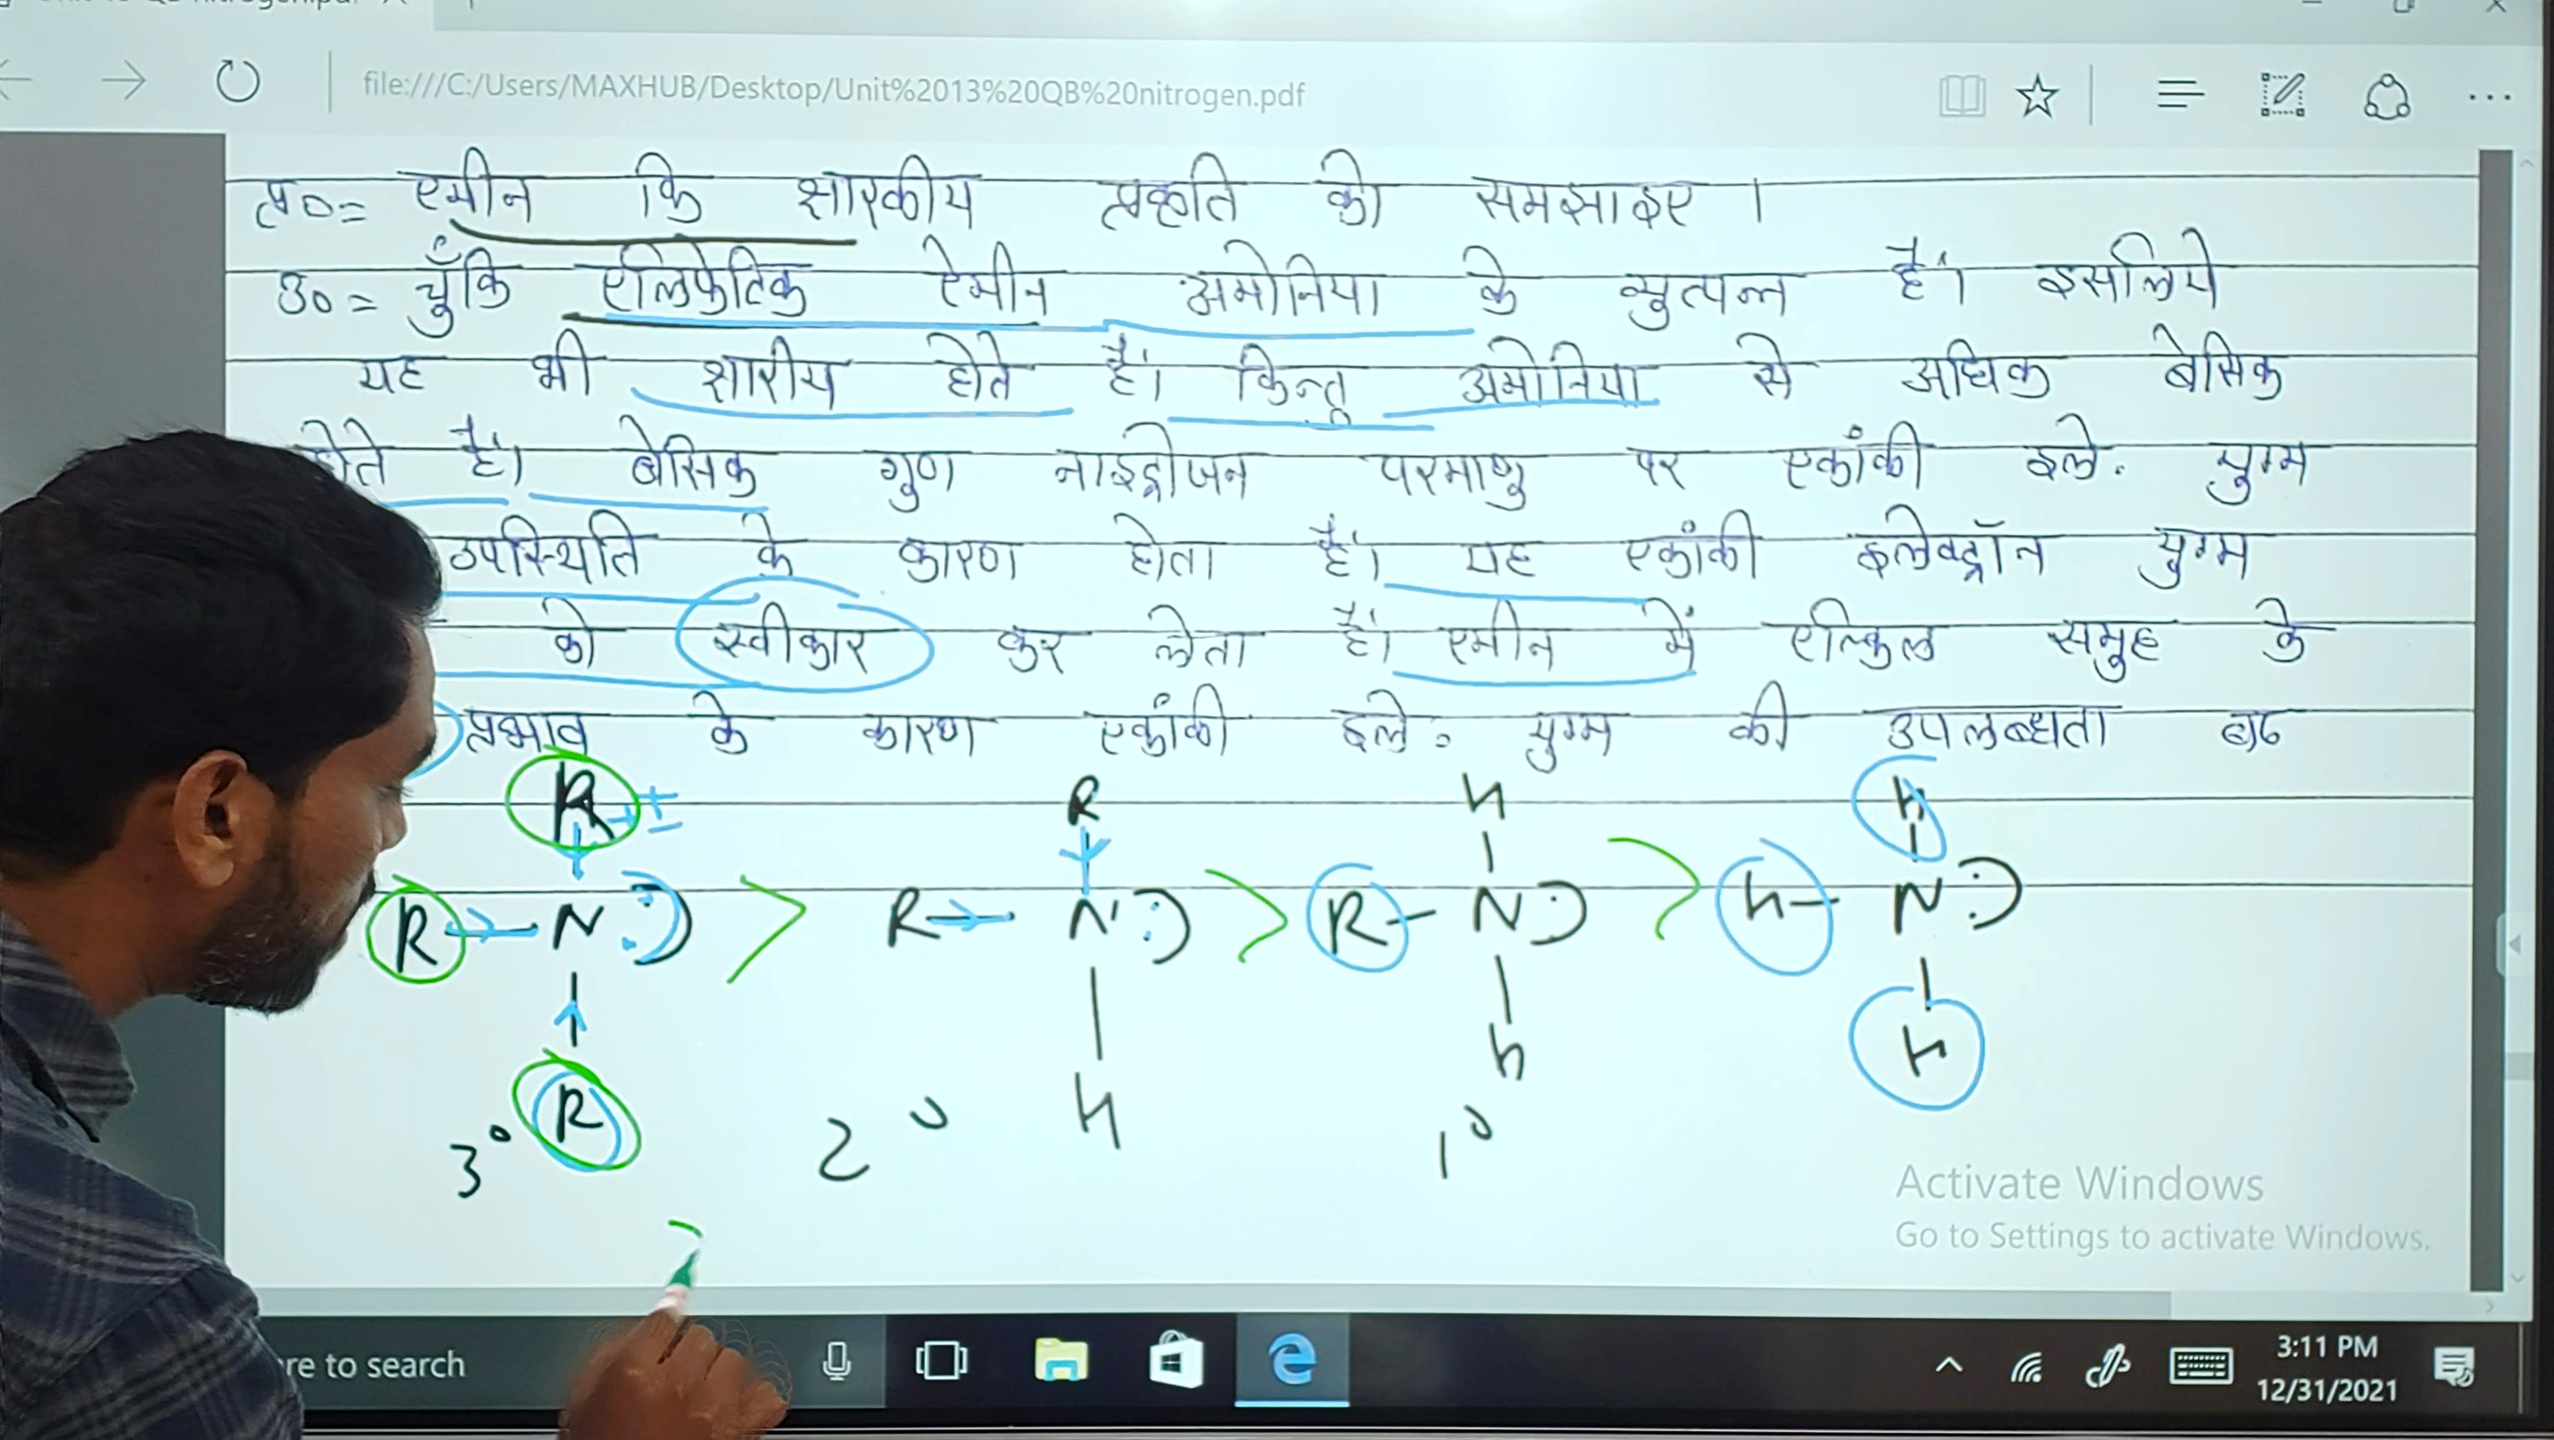 file:///C:/Users/MAXHUB/Desktop/Unit%2013%20QB%20nitrogen.pdf
प्र०= एमीन कि क्षारकीय प्रकृति को समझाइए ।
उ०= चुँकि एलिफेटिक ऐमीन अमोनिया के व्युत्पन्न हैं। इसलिये
यह भी क्षारीय होते हैं। किन्तु अमोनिया से अधिक बेसिक
होते हैं। बेसिक गुण नाइट्रोजन परमाणु पर एकांकी इले. युग्म
उपस्थिति के कारण होता हैं। यह एकांकी इलेक्ट्रॉन युग्म
को स्वीकार कर लेता हैं। एमीन में एल्किल समुह के
प्रभाव के कारण एकांकी इले. युग्म की उपलब्धता बढ
R R H H
R N : > R N : > R - N : > H - N :
R H H H
3° 2° 1°
Activate Windows
Go to Settings to activate Windows.
re to search
3:11 PM
12/31/2021